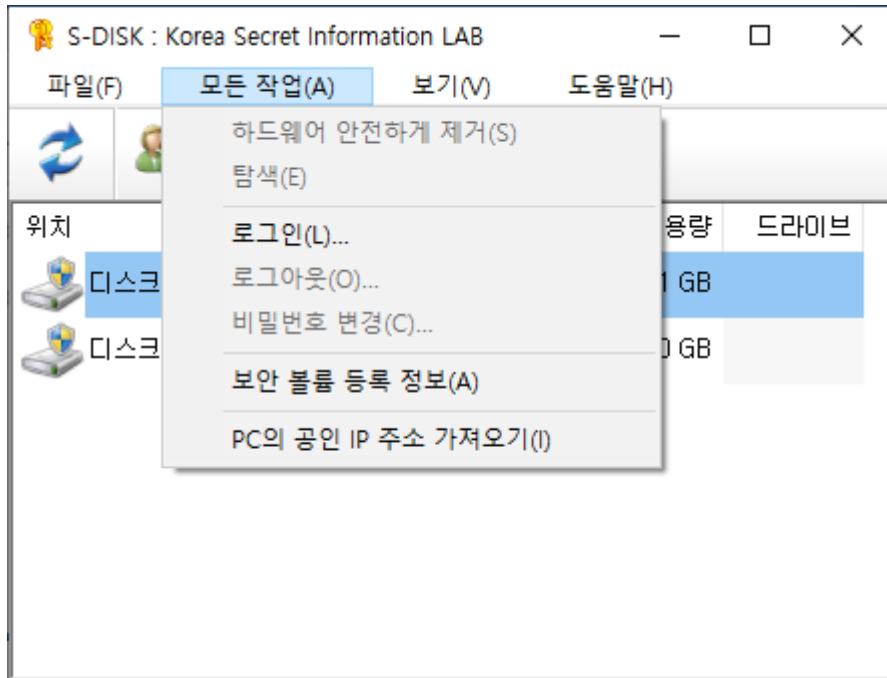 S-DISK : Korea Secret Information LAB
파일(F) 모든 작업(A) 보기(V) 도움말(H)
하드웨어 안전하게 제거(S)
탐색(E)
위치 용량 드라이브
로그인(L)...
디스크 GB
로그아웃(O)...
비밀번호 변경(C)...
디스크 GB
보안 볼륨 등록 정보(A)
PC의 공인 IP 주소 가져오기(I)